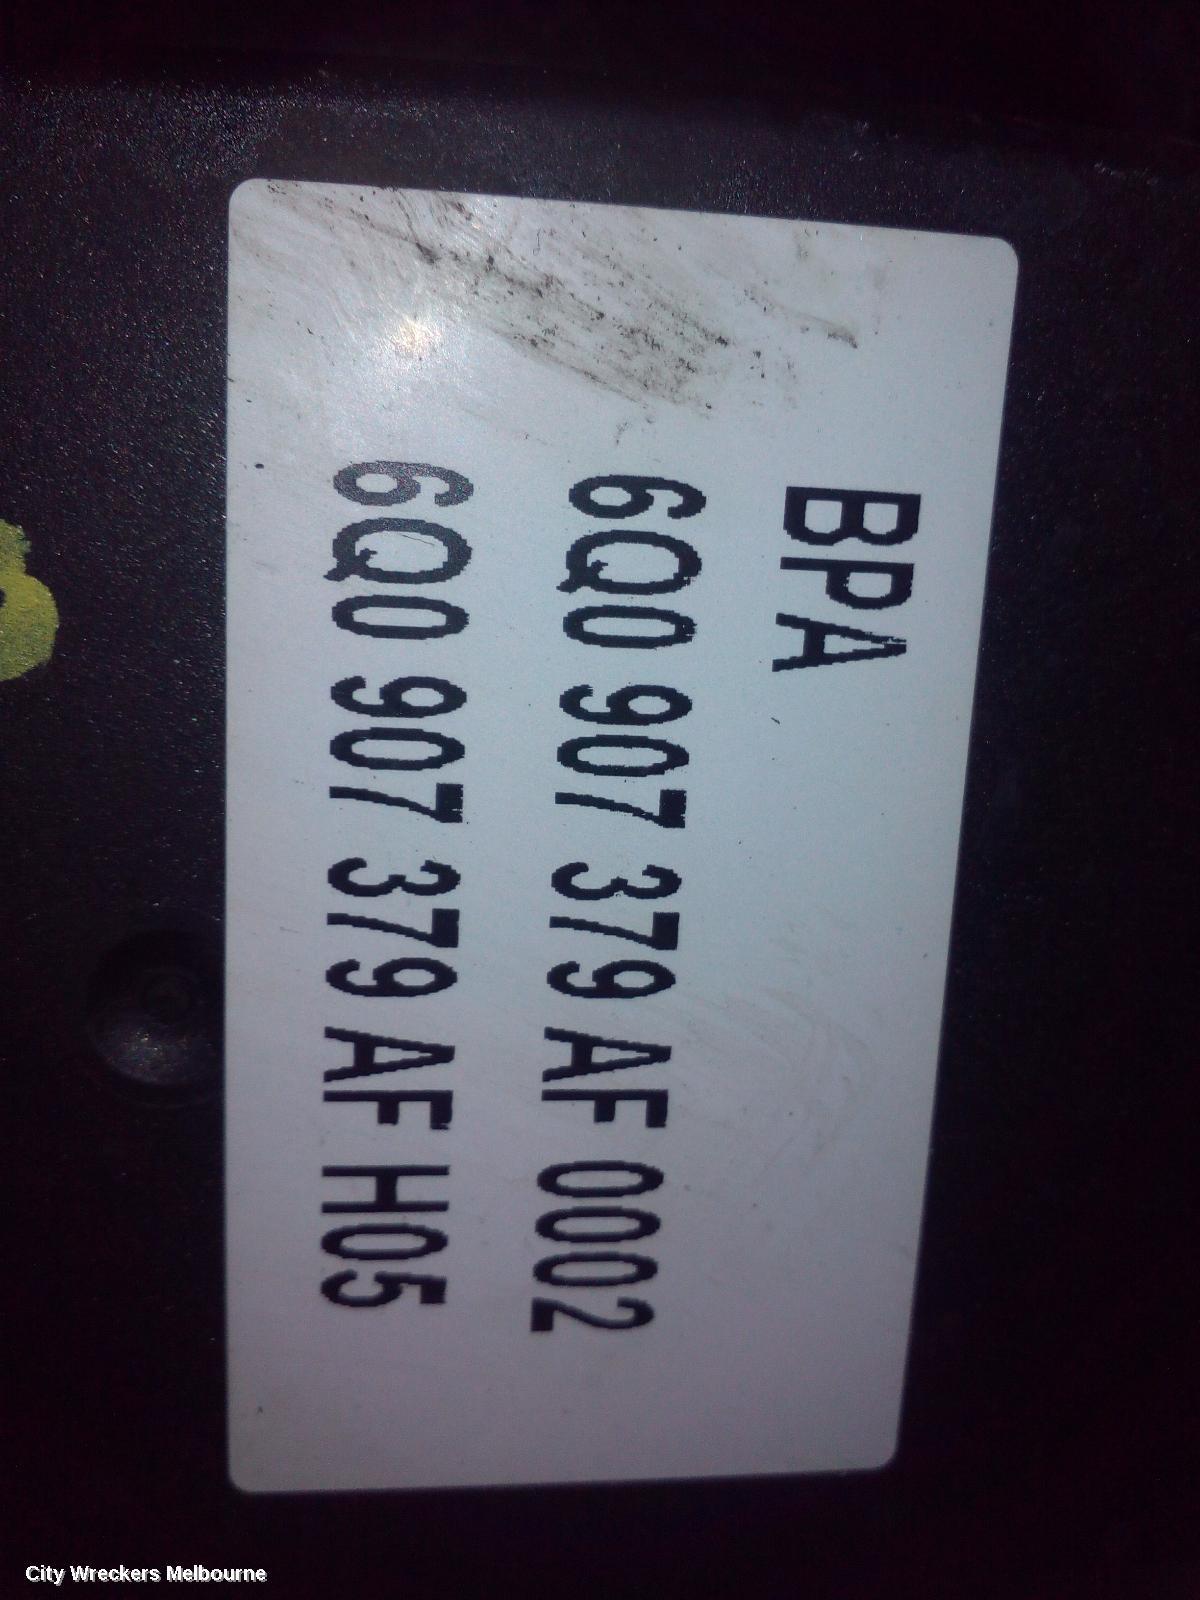 BPA
6Q0 907 379 AF 0002
6Q0 907 379 AF H05
City Wreckers Melbourne